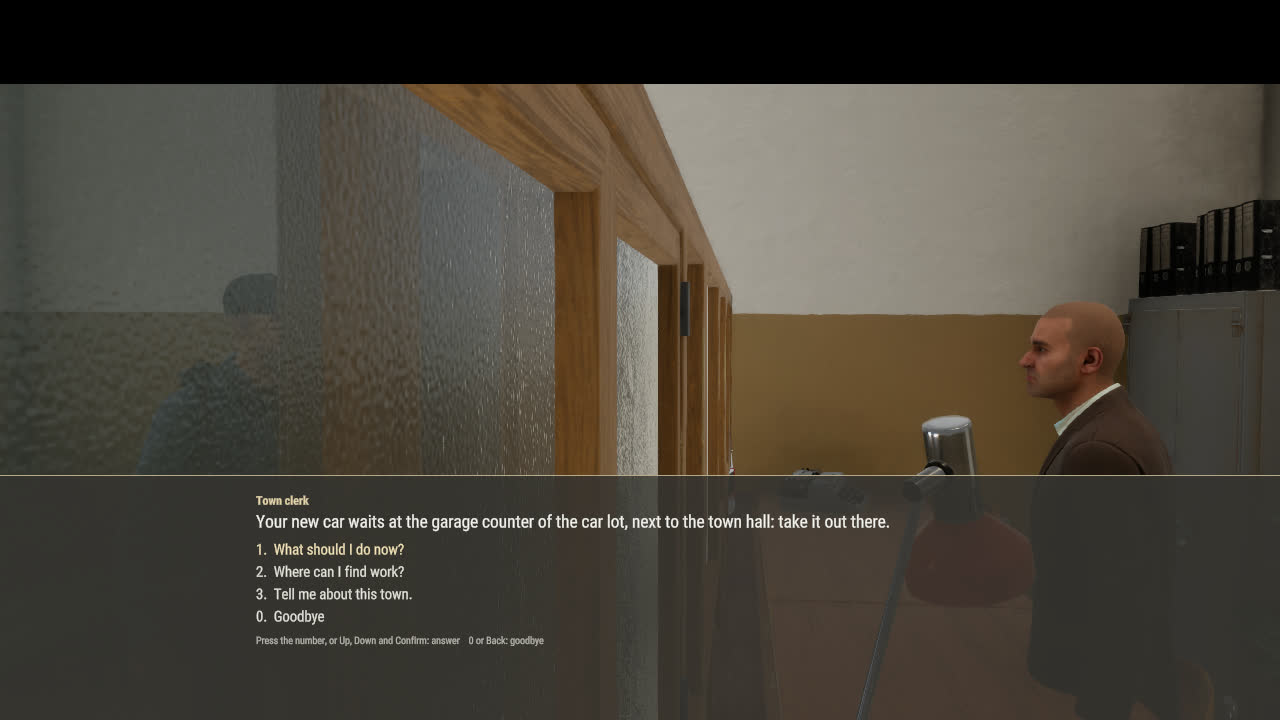 Town clerk
Your new car waits at the garage counter of the car lot, next to the town hall: take it out there.
1. What should I do now?
2. Where can I find work?
3. Tell me about this town.
0. Goodbye
Press the number, or Up, Down and Confirm: answer 0 or Back: goodbye